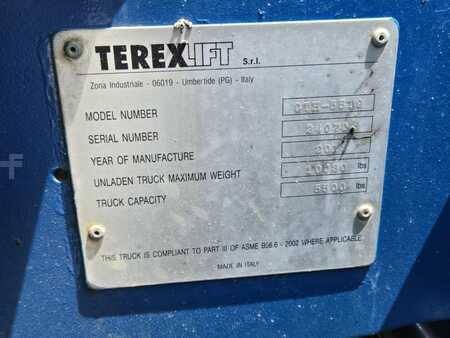 TEREXLIFT S.r.l.
Zona Industriale - 06019 - Umbertide (PG) - Italy
MODEL NUMBER
SERIAL NUMBER
YEAR OF MANUFACTURE
UNLADEN TRUCK MAXIMUM WEIGHT lbs
TRUCK CAPACITY 5500 lbs
THIS TRUCK IS COMPLIANT TO PART III OF ASME B56.6 - 2002 WHERE APPLICABLE
MADE IN ITALY